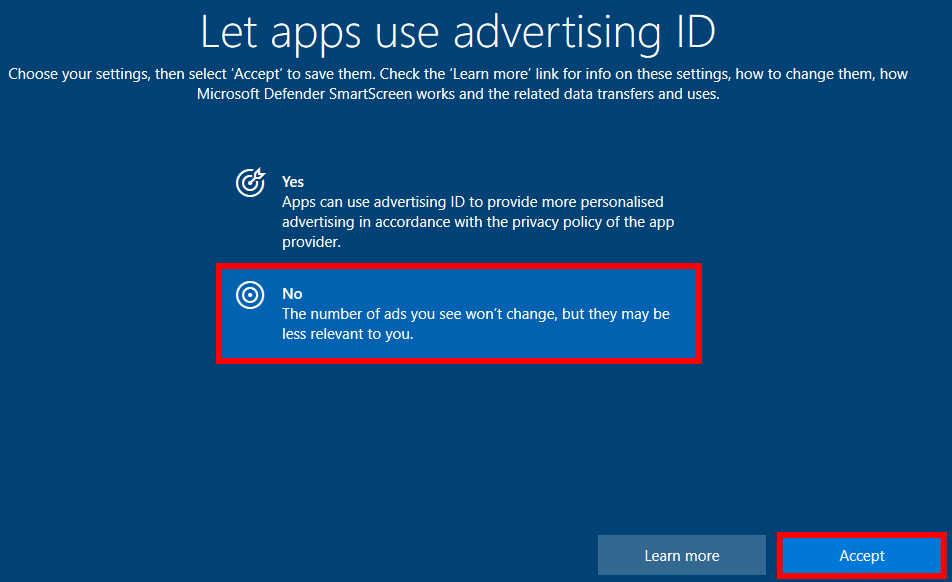 Let apps use advertising ID
Choose your settings, then select ‘Accept’ to save them. Check the ‘Learn more’ link for info on these settings, how to change them, how
Microsoft Defender SmartScreen works and the related data transfers and uses.
Yes
Apps can use advertising ID to provide more personalised
advertising in accordance with the privacy policy of the app
provider.
No
The number of ads you see won’t change, but they may be
less relevant to you.
Learn more
Accept